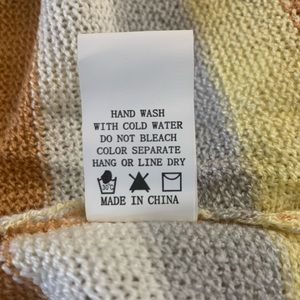 HAND WASH
WITH COLD WATER
DO NOT BLEACH
COLOR SEPARATE
HANG OR LINE DRY
30°C
MADE IN CHINA